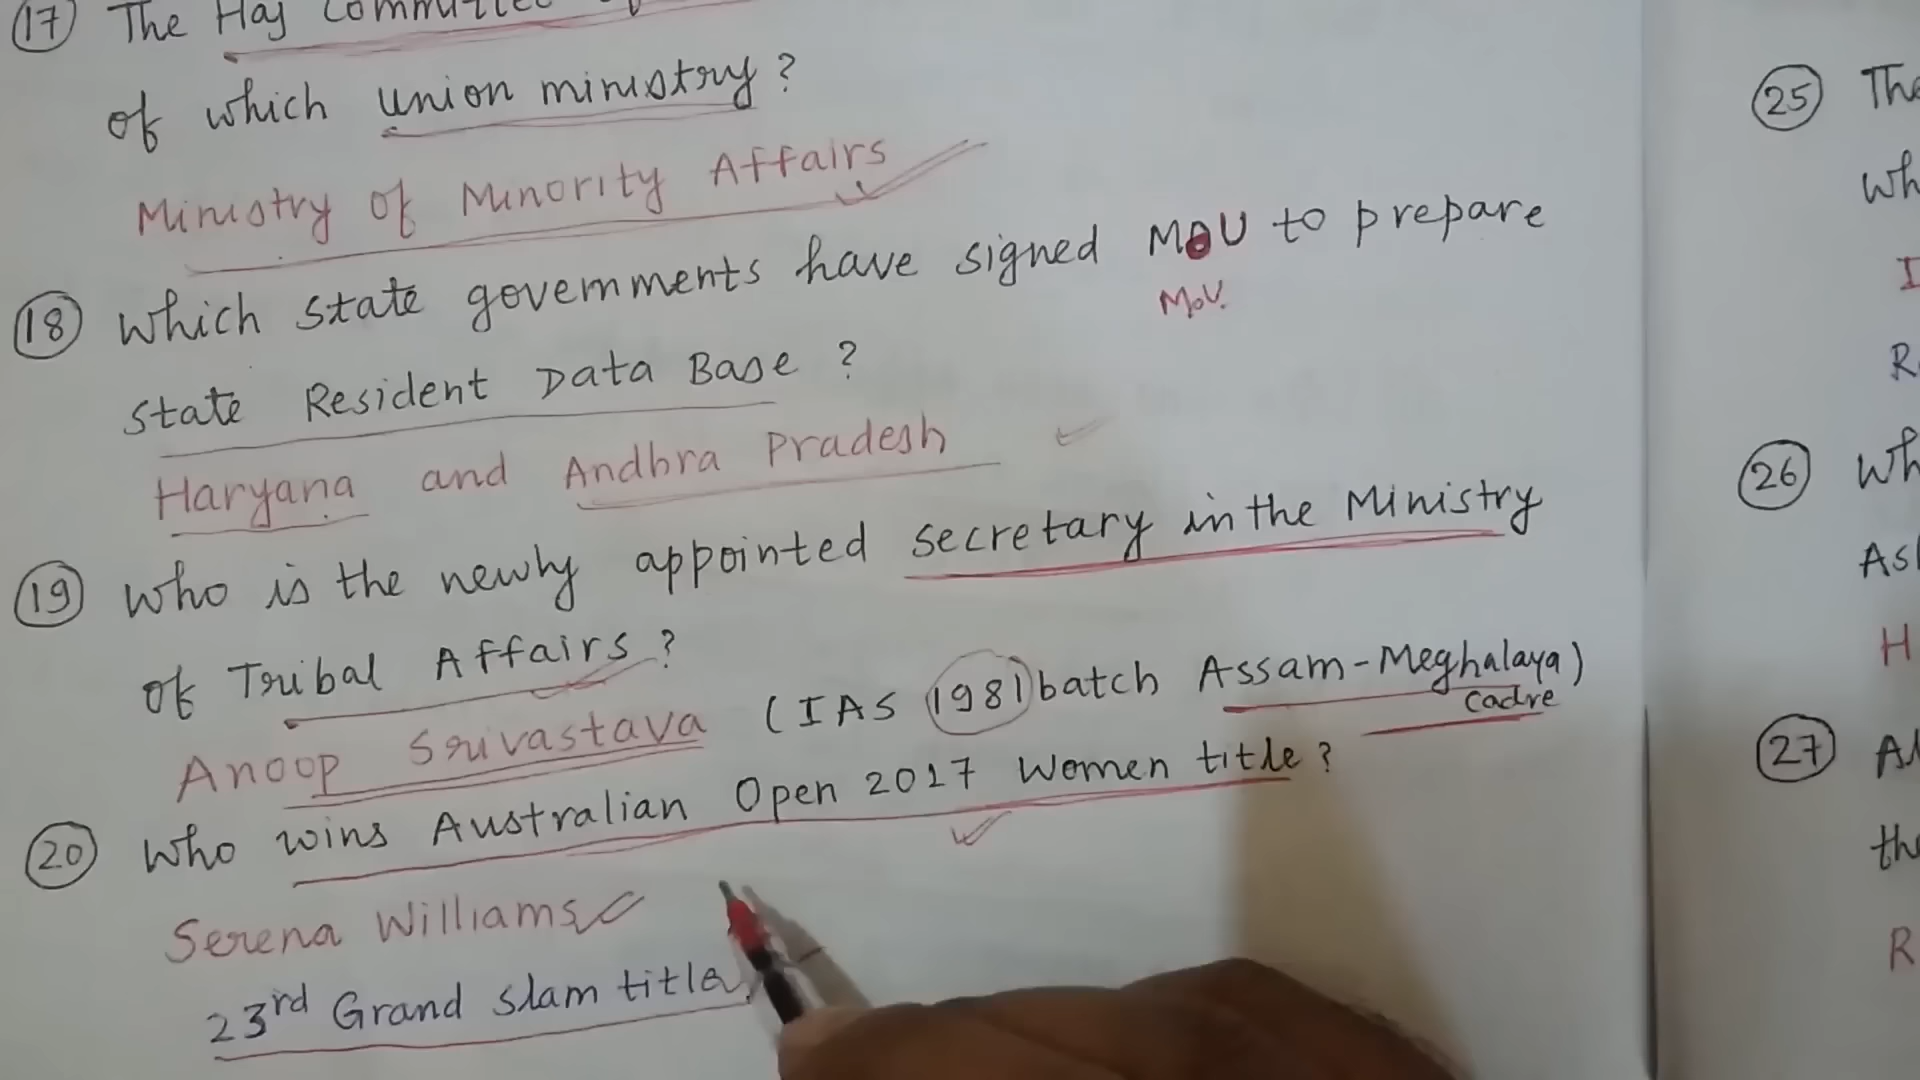 17 The Haj Committee
of which union ministry ?
Ministry of Minority Affairs
18 Which state governments have signed MOU to prepare
MoU.
State Resident Data Base ?
Haryana and Andhra Pradesh
19 Who is the newly appointed secretary in the Ministry
of Tribal Affairs ?
Anoop Srivastava (IAS 1981 batch Assam-Meghalaya)
cadre
20 Who wins Australian Open 2017 Women title ?
Serena Williams
23rd Grand slam title
25
26
27